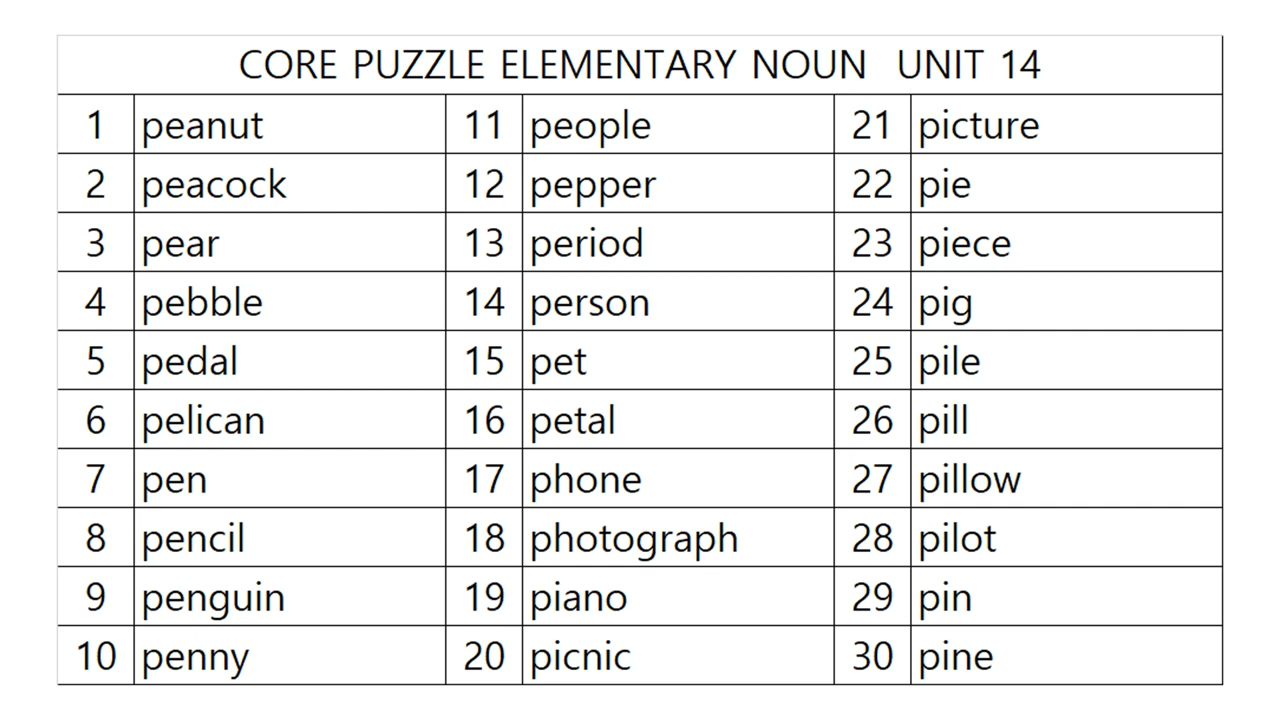 CORE PUZZLE ELEMENTARY NOUN  UNIT 14
1 peanut 11 people 21 picture
2 peacock 12 pepper 22 pie
3 pear 13 period 23 piece
4 pebble 14 person 24 pig
5 pedal 15 pet 25 pile
6 pelican 16 petal 26 pill
7 pen 17 phone 27 pillow
8 pencil 18 photograph 28 pilot
9 penguin 19 piano 29 pin
10 penny 20 picnic 30 pine